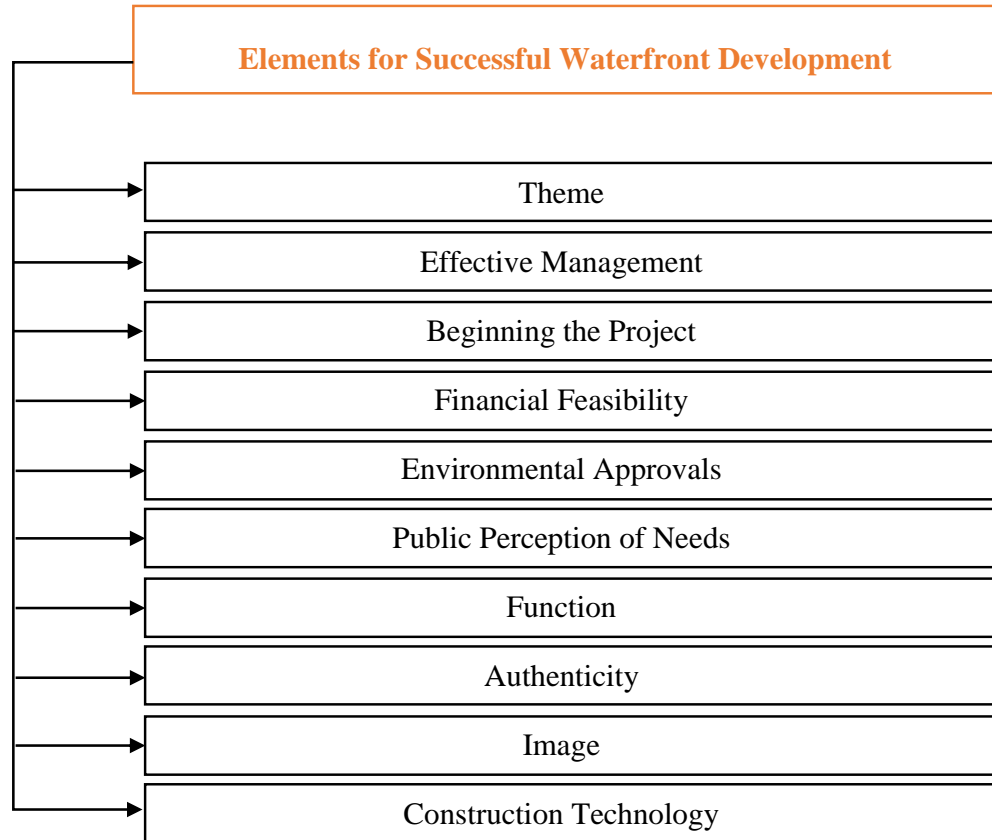 Elements for Successful Waterfront Development
Theme
Effective Management
Beginning the Project
Financial Feasibility
Environmental Approvals
Public Perception of Needs
Function
Authenticity
Image
Construction Technology